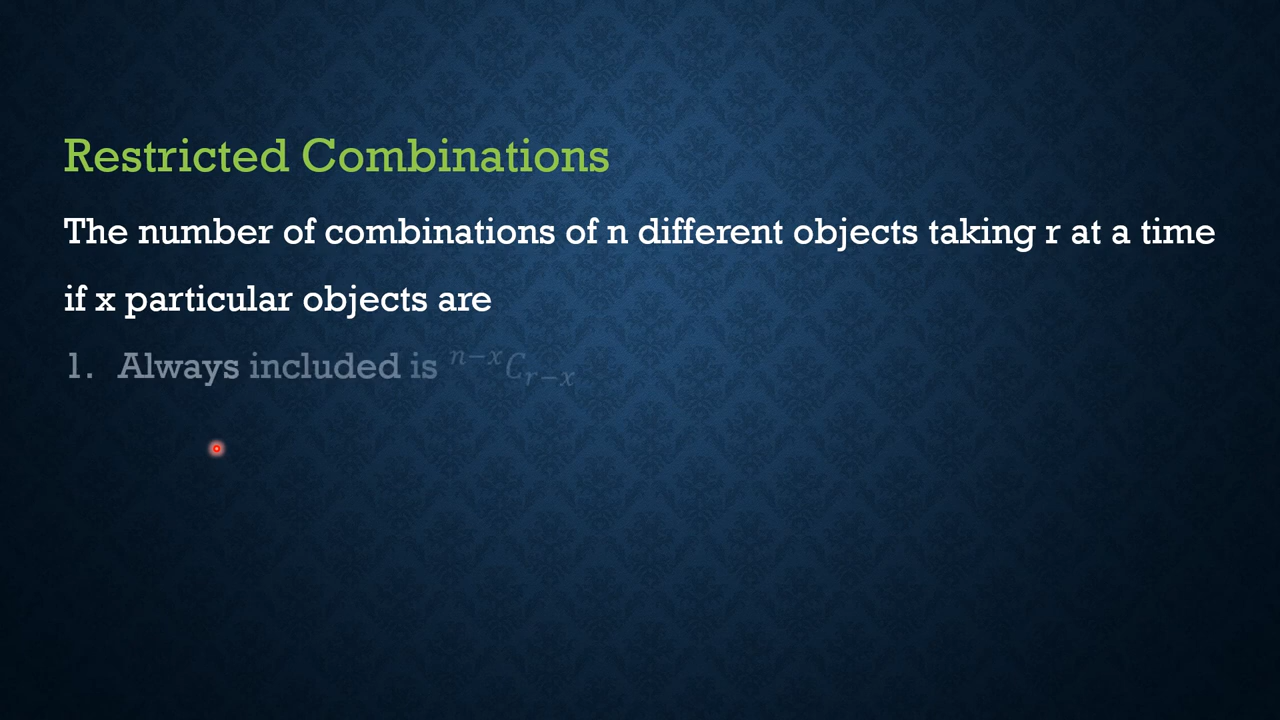 Restricted Combinations
The number of combinations of n different objects taking r at a time
if x particular objects are
1. Always included is ⁿ⁻ˣCᵣ₋ₓ